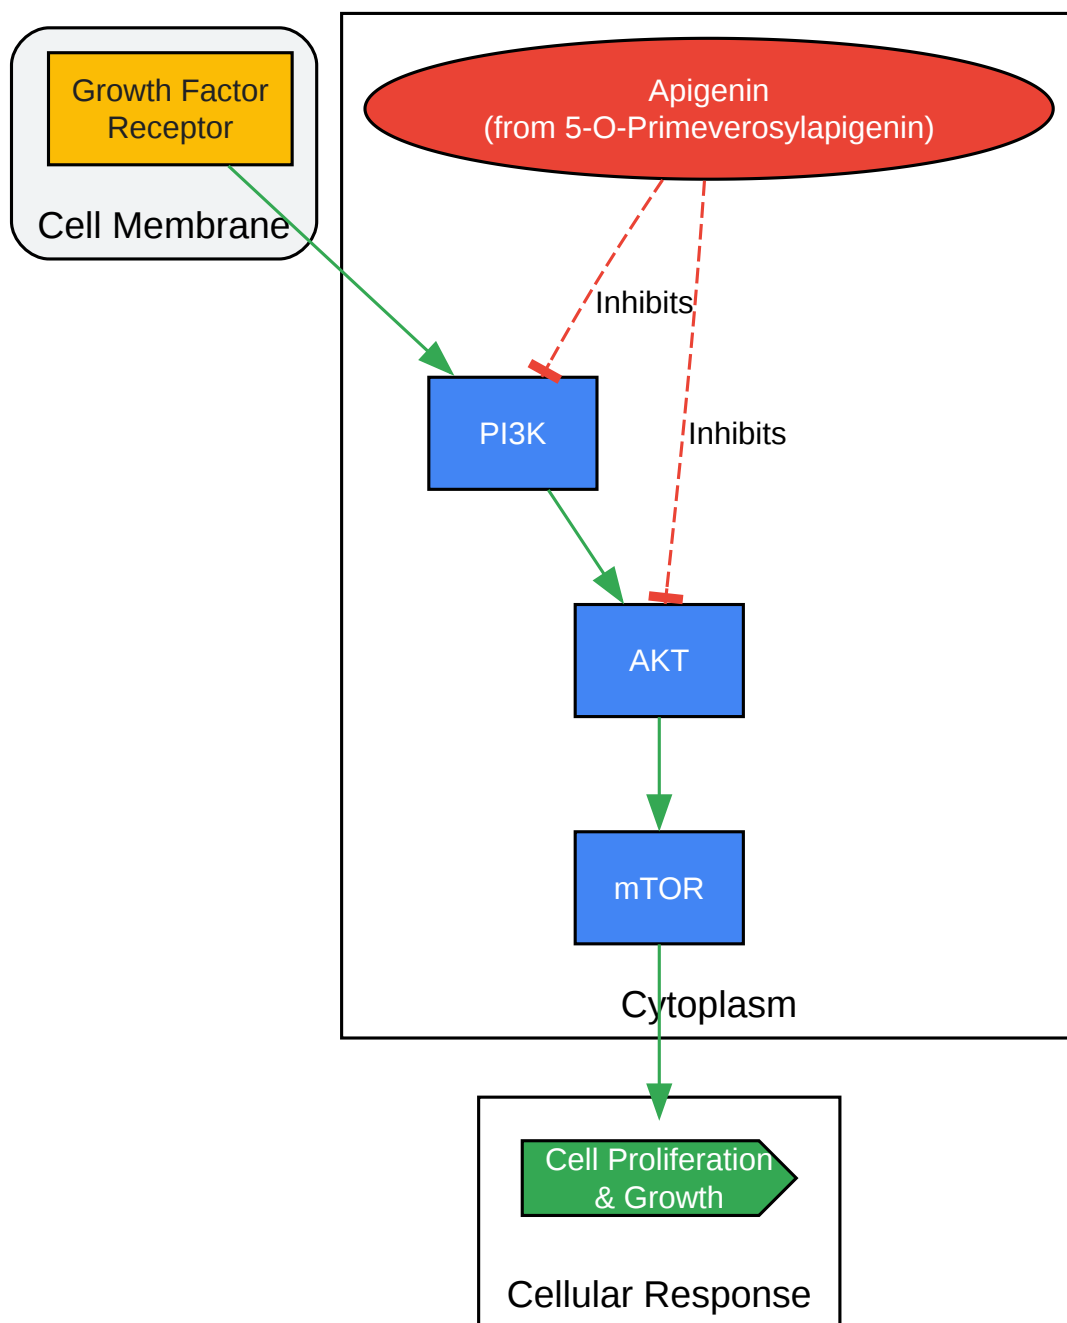 Growth Factor
Receptor
Cell Membrane
Apigenin
(from 5-O-Primeverosylapigenin)
Inhibits
PI3K
Inhibits
AKT
mTOR
Cytoplasm
Cell Proliferation
& Growth
Cellular Response